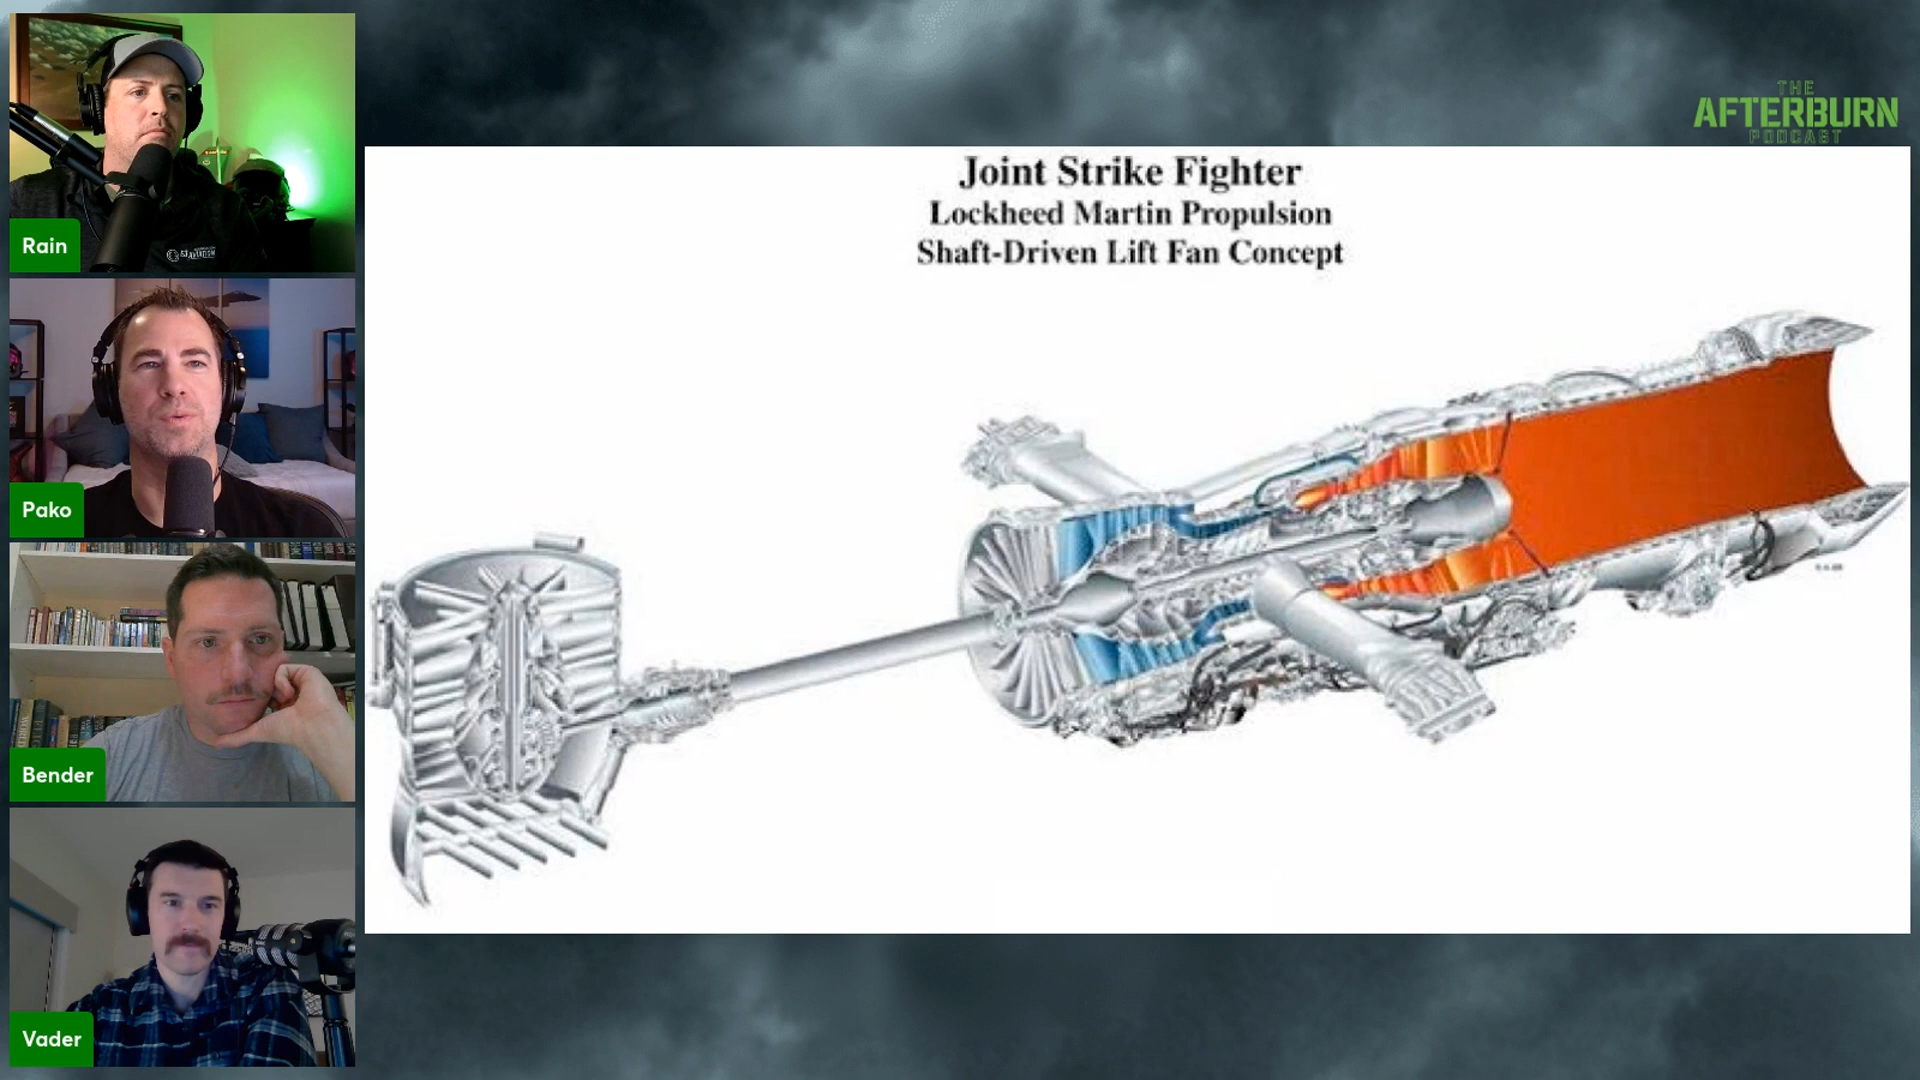 Rain
Pako
Bender
Vader
THE
AFTERBURN
PODCAST
Joint Strike Fighter
Lockheed Martin Propulsion
Shaft-Driven Lift Fan Concept